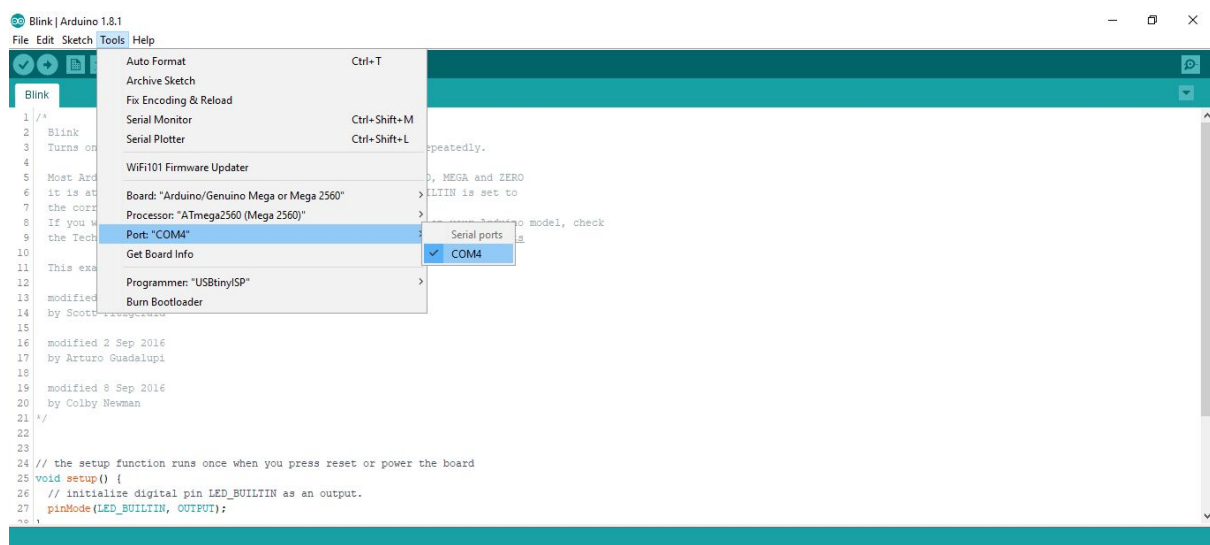 Blink | Arduino 1.8.1
File Edit Sketch Tools Help
Auto Format Ctrl+T
Archive Sketch
Fix Encoding & Reload
Serial Monitor Ctrl+Shift+M
Serial Plotter Ctrl+Shift+L
WiFi101 Firmware Updater
Board: "Arduino/Genuino Mega or Mega 2560"
Processor: "ATmega2560 (Mega 2560)"
Port: "COM4"
Get Board Info
Programmer: "USBtinyISP"
Burn Bootloader
Serial ports
COM4
Blink
1 /*
2 Blink
3 Turns on epeatedly.
4
5 Most Ard , MEGA and ZERO
6 it is at ILTIN is set to
7 the corr
8 If you w Arduino model, check
9 the Tech s
10
11 This exa
12
13 modified
14 by Scott
15
16 modified 2 Sep 2016
17 by Arturo Guadalupi
18
19 modified 8 Sep 2016
20 by Colby Newman
21 */
22
23
24 // the setup function runs once when you press reset or power the board
25 void setup() {
26 // initialize digital pin LED_BUILTIN as an output.
27 pinMode(LED_BUILTIN, OUTPUT);